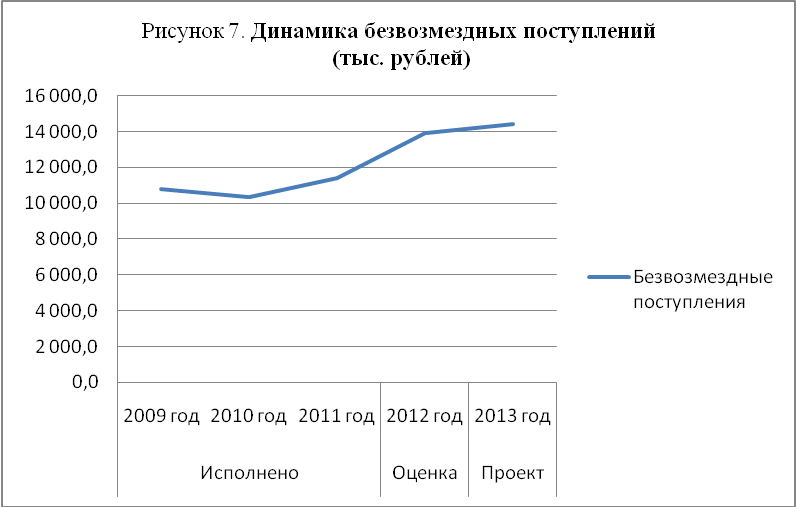 Рисунок 7. Динамика безвозмездных поступлений
(тыс. рублей)
16 000,0
14 000,0
12 000,0
10 000,0
8 000,0
6 000,0
4 000,0
2 000,0
0,0
2009 год 2010 год 2011 год 2012 год 2013 год
Исполнено Оценка Проект
Безвозмездные
поступления